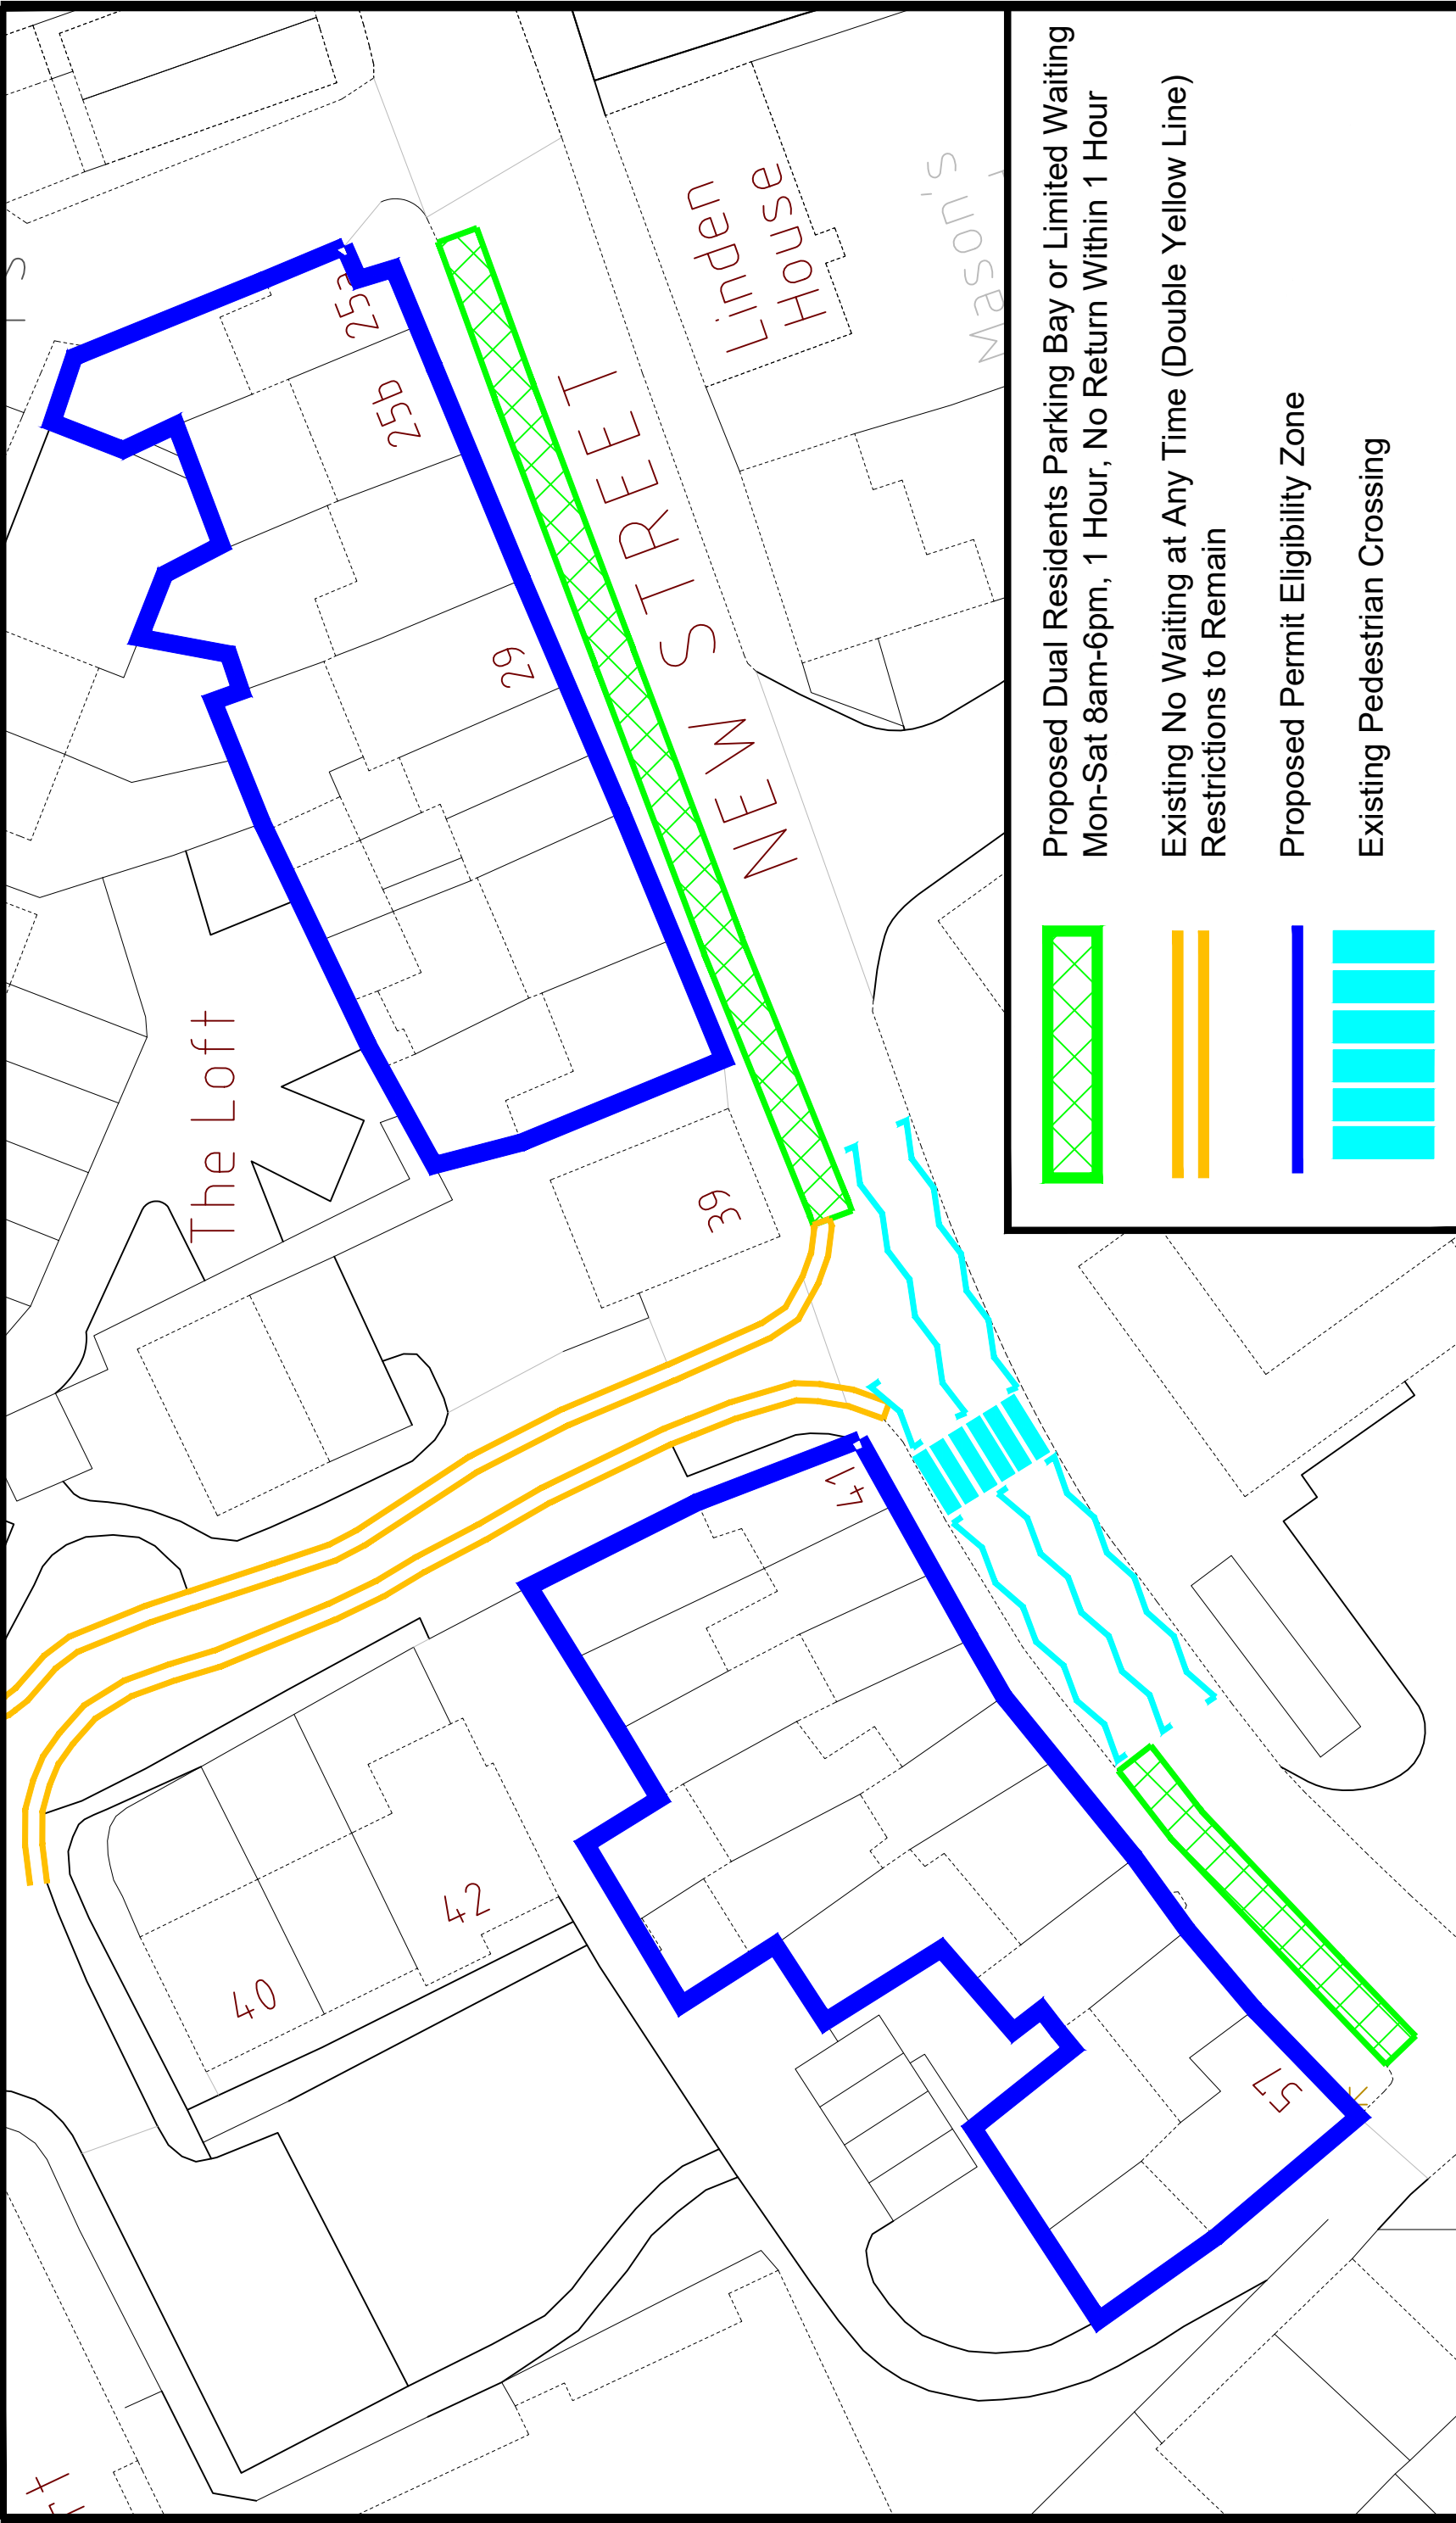 Proposed Dual Residents Parking Bay or Limited Waiting
Mon-Sat 8am-6pm, 1 Hour, No Return Within 1 Hour
Existing No Waiting at Any Time (Double Yellow Line)
Restrictions to Remain
Proposed Permit Eligibility Zone
Existing Pedestrian Crossing
NEW STREET
Linden
House
Mason's
The Loft
25a
25b
29
39
41
42
40
57